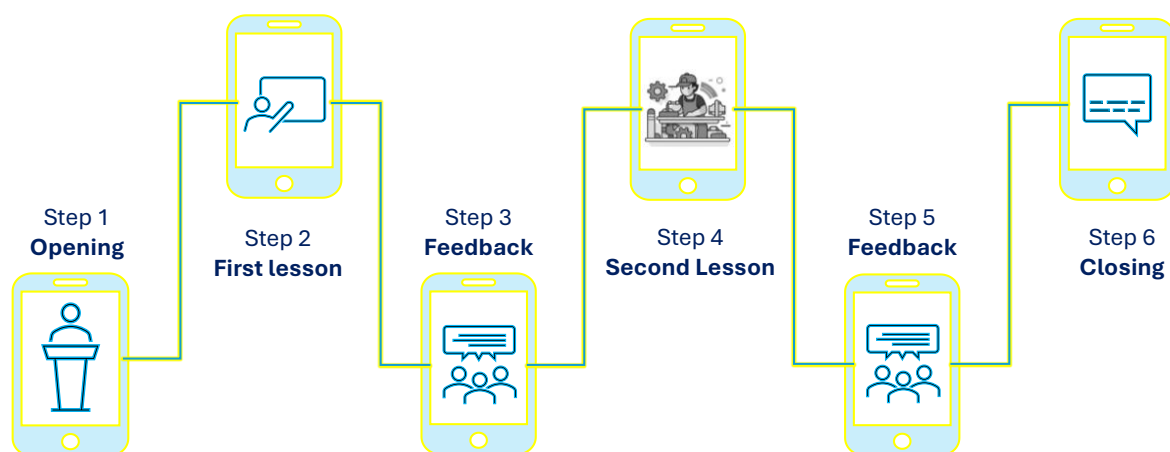 Step 1
Opening
Step 2
First lesson
Step 3
Feedback
Step 4
Second Lesson
Step 5
Feedback
Step 6
Closing